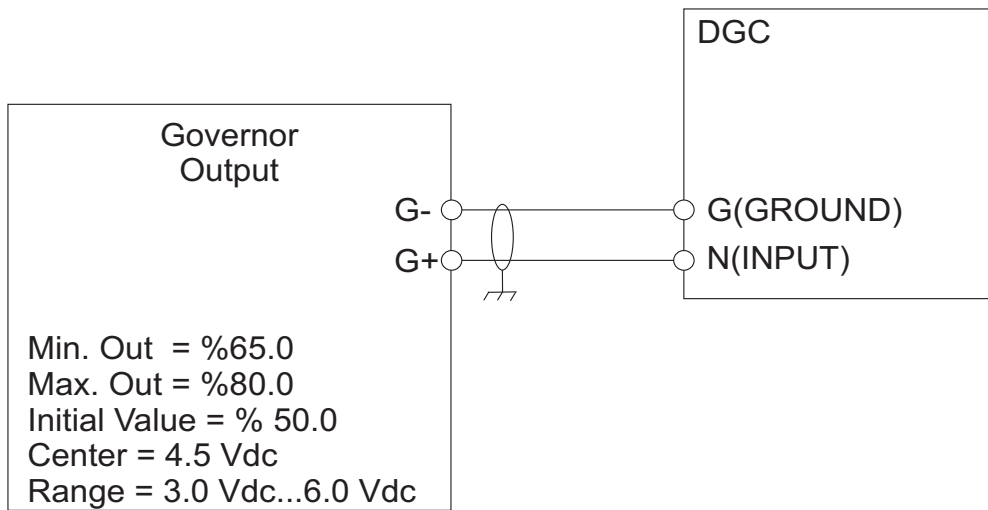 DGC
Governor
Output
G-
G(GROUND)
G+
N(INPUT)
Min. Out = %65.0
Max. Out = %80.0
Initial Value = % 50.0
Center = 4.5 Vdc
Range = 3.0 Vdc...6.0 Vdc